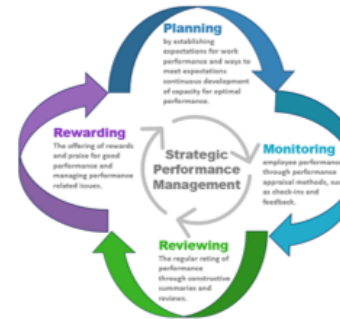 Planning
by establishing
expectations for work
performance and ways to
meet expectations
continuous development
of capacity for optimal
performance.
Rewarding
The offering of rewards
and praise for good
performance and
managing performance
related issues.
Strategic
Performance
Management
Monitoring
employee performance
through performance
appraisal methods, such
as check-ins and
feedback.
Reviewing
The regular rating of
performance
through constructive
summaries and
reviews.